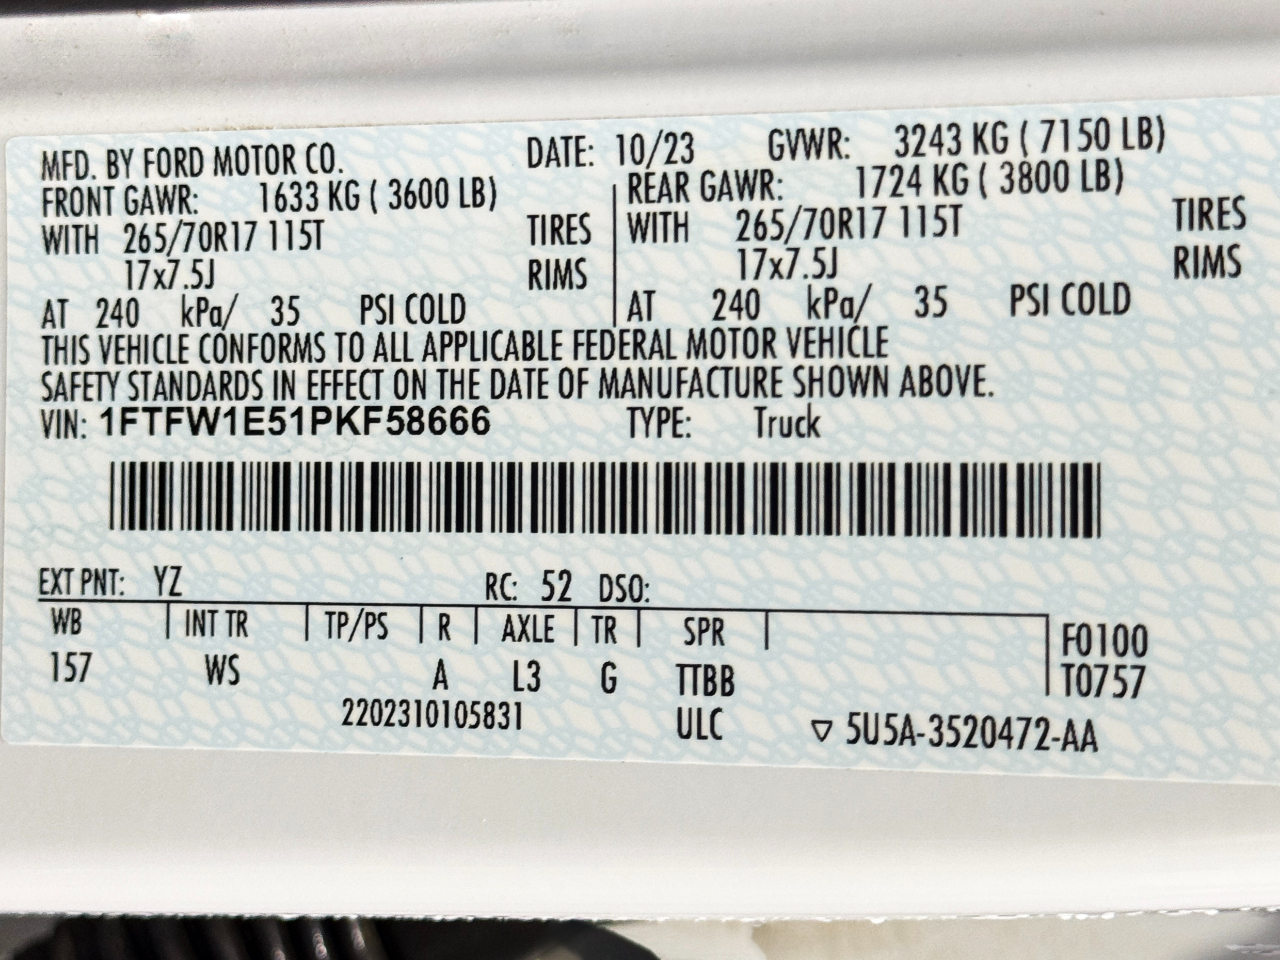 MFD. BY FORD MOTOR CO. DATE: 10/23 GVWR: 3243 KG ( 7150 LB)
FRONT GAWR: 1633 KG ( 3600 LB) REAR GAWR: 1724 KG ( 3800 LB)
WITH 265/70R17 115T TIRES WITH 265/70R17 115T TIRES
17x7.5J RIMS 17x7.5J RIMS
AT 240 kPa/ 35 PSI COLD AT 240 kPa/ 35 PSI COLD
THIS VEHICLE CONFORMS TO ALL APPLICABLE FEDERAL MOTOR VEHICLE
SAFETY STANDARDS IN EFFECT ON THE DATE OF MANUFACTURE SHOWN ABOVE.
VIN: 1FTFW1E51PKF58666 TYPE: Truck
EXT PNT: YZ RC: 52 DSO:
WB INT TR TP/PS R AXLE TR SPR F0100
157 WS A L3 G TTBB T0757
2202310105831 ULC ▽ 5U5A-3520472-AA